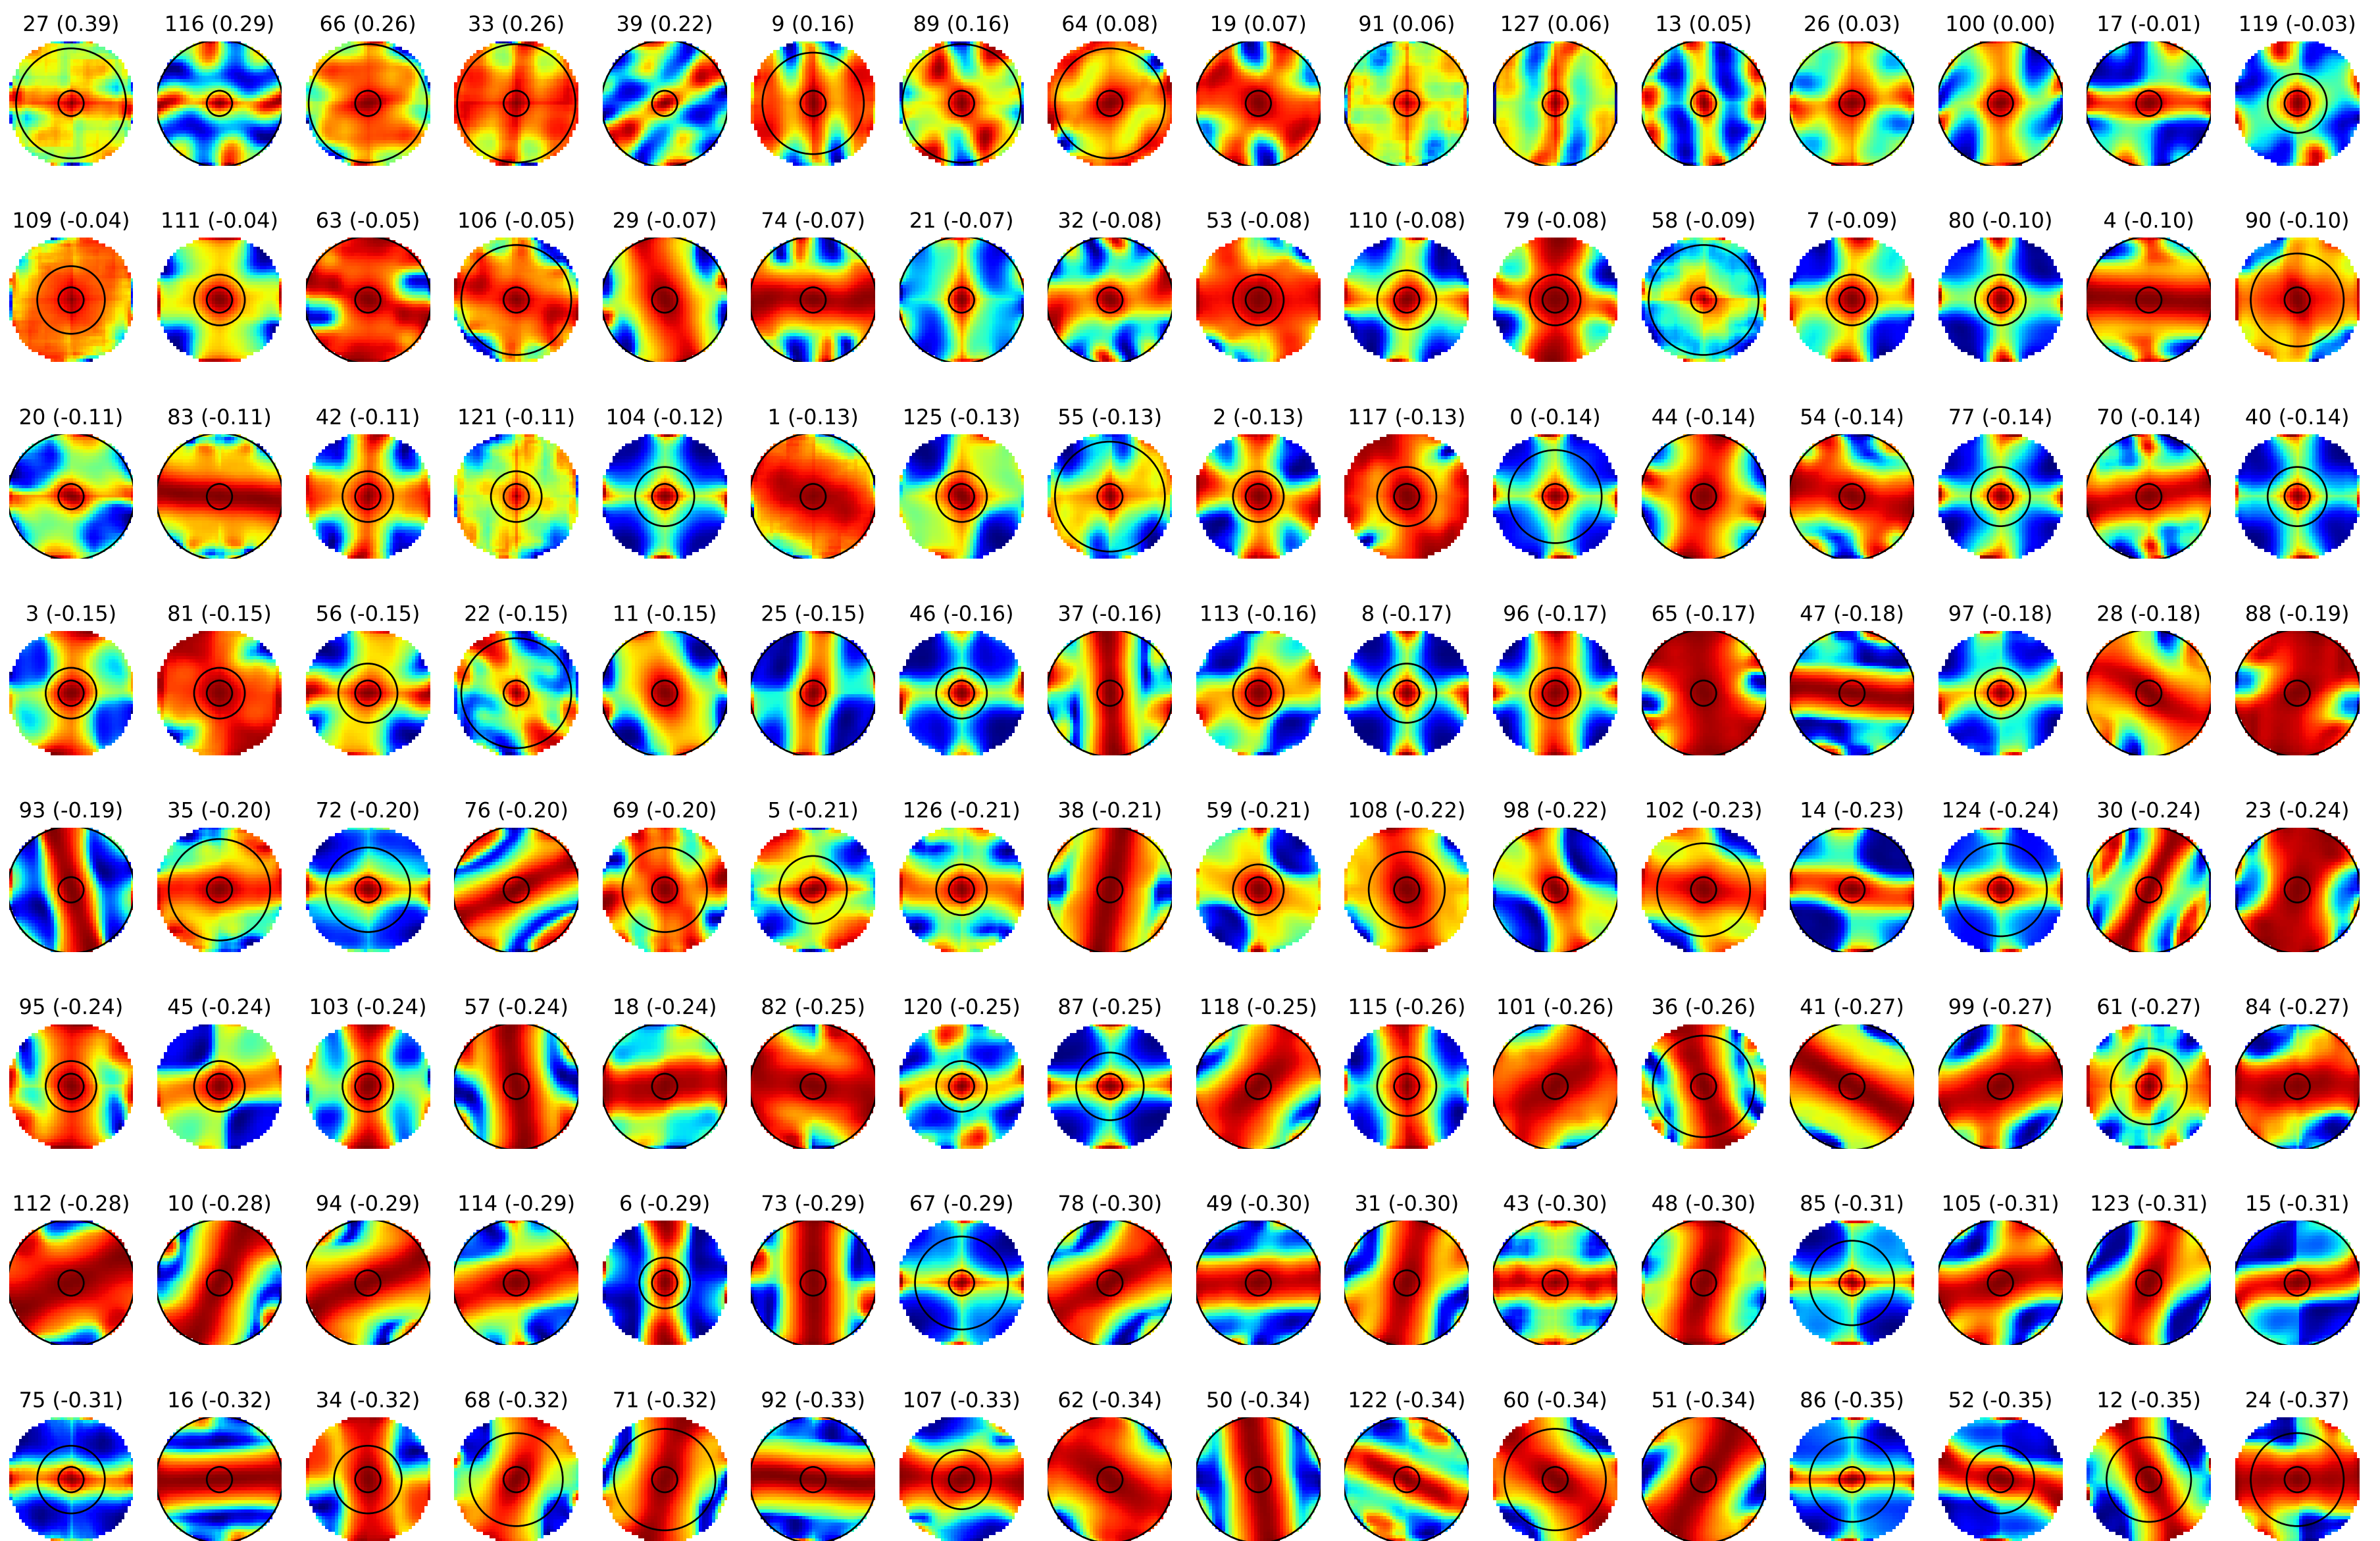 27 (0.39) 116 (0.29) 66 (0.26) 33 (0.26) 39 (0.22) 9 (0.16) 89 (0.16) 64 (0.08) 19 (0.07) 91 (0.06) 127 (0.06) 13 (0.05) 26 (0.03) 100 (0.00) 17 (-0.01) 119 (-0.03)
109 (-0.04) 111 (-0.04) 63 (-0.05) 106 (-0.05) 29 (-0.07) 74 (-0.07) 21 (-0.07) 32 (-0.08) 53 (-0.08) 110 (-0.08) 79 (-0.08) 58 (-0.09) 7 (-0.09) 80 (-0.10) 4 (-0.10) 90 (-0.10)
20 (-0.11) 83 (-0.11) 42 (-0.11) 121 (-0.11) 104 (-0.12) 1 (-0.13) 125 (-0.13) 55 (-0.13) 2 (-0.13) 117 (-0.13) 0 (-0.14) 44 (-0.14) 54 (-0.14) 77 (-0.14) 70 (-0.14) 40 (-0.14)
3 (-0.15) 81 (-0.15) 56 (-0.15) 22 (-0.15) 11 (-0.15) 25 (-0.15) 46 (-0.16) 37 (-0.16) 113 (-0.16) 8 (-0.17) 96 (-0.17) 65 (-0.17) 47 (-0.18) 97 (-0.18) 28 (-0.18) 88 (-0.19)
93 (-0.19) 35 (-0.20) 72 (-0.20) 76 (-0.20) 69 (-0.20) 5 (-0.21) 126 (-0.21) 38 (-0.21) 59 (-0.21) 108 (-0.22) 98 (-0.22) 102 (-0.23) 14 (-0.23) 124 (-0.24) 30 (-0.24) 23 (-0.24)
95 (-0.24) 45 (-0.24) 103 (-0.24) 57 (-0.24) 18 (-0.24) 82 (-0.25) 120 (-0.25) 87 (-0.25) 118 (-0.25) 115 (-0.26) 101 (-0.26) 36 (-0.26) 41 (-0.27) 99 (-0.27) 61 (-0.27) 84 (-0.27)
112 (-0.28) 10 (-0.28) 94 (-0.29) 114 (-0.29) 6 (-0.29) 73 (-0.29) 67 (-0.29) 78 (-0.30) 49 (-0.30) 31 (-0.30) 43 (-0.30) 48 (-0.30) 85 (-0.31) 105 (-0.31) 123 (-0.31) 15 (-0.31)
75 (-0.31) 16 (-0.32) 34 (-0.32) 68 (-0.32) 71 (-0.32) 92 (-0.33) 107 (-0.33) 62 (-0.34) 50 (-0.34) 122 (-0.34) 60 (-0.34) 51 (-0.34) 86 (-0.35) 52 (-0.35) 12 (-0.35) 24 (-0.37)